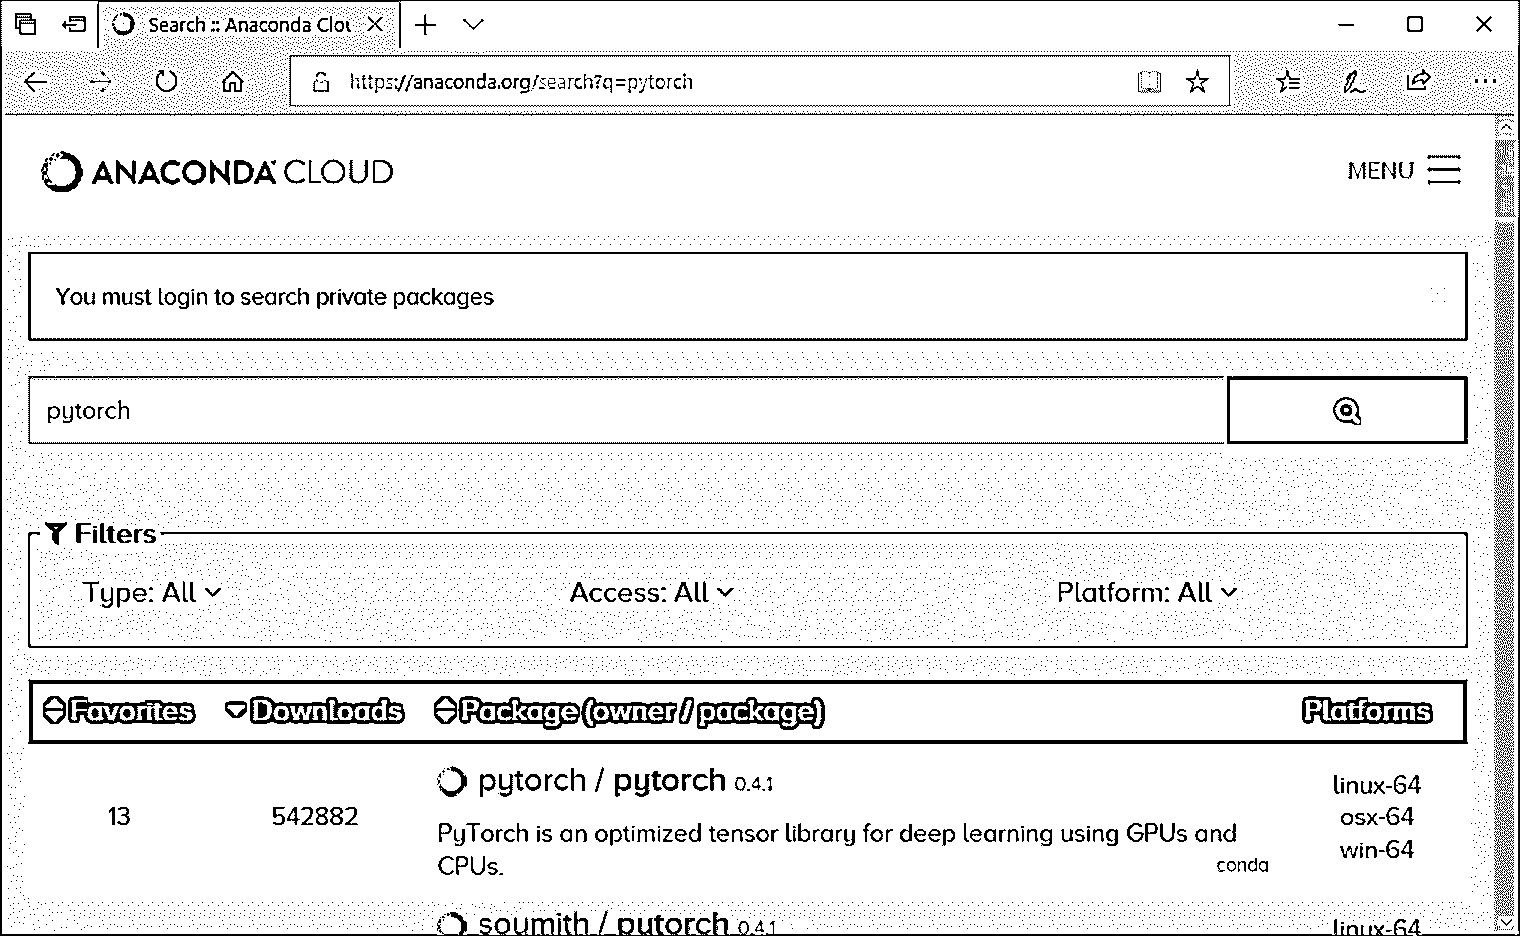 Search :: Anaconda Clou
https://anaconda.org/search?q=pytorch
ANACONDA CLOUD
MENU
You must login to search private packages
pytorch
Filters
Type: All
Access: All
Platform: All
Favorites Downloads Package (owner / package) Platforms
pytorch / pytorch 0.4.1
13 542882
PyTorch is an optimized tensor library for deep learning using GPUs and
CPUs.
conda
linux-64
osx-64
win-64
soumith / pytorch 0.4.1
linux-64